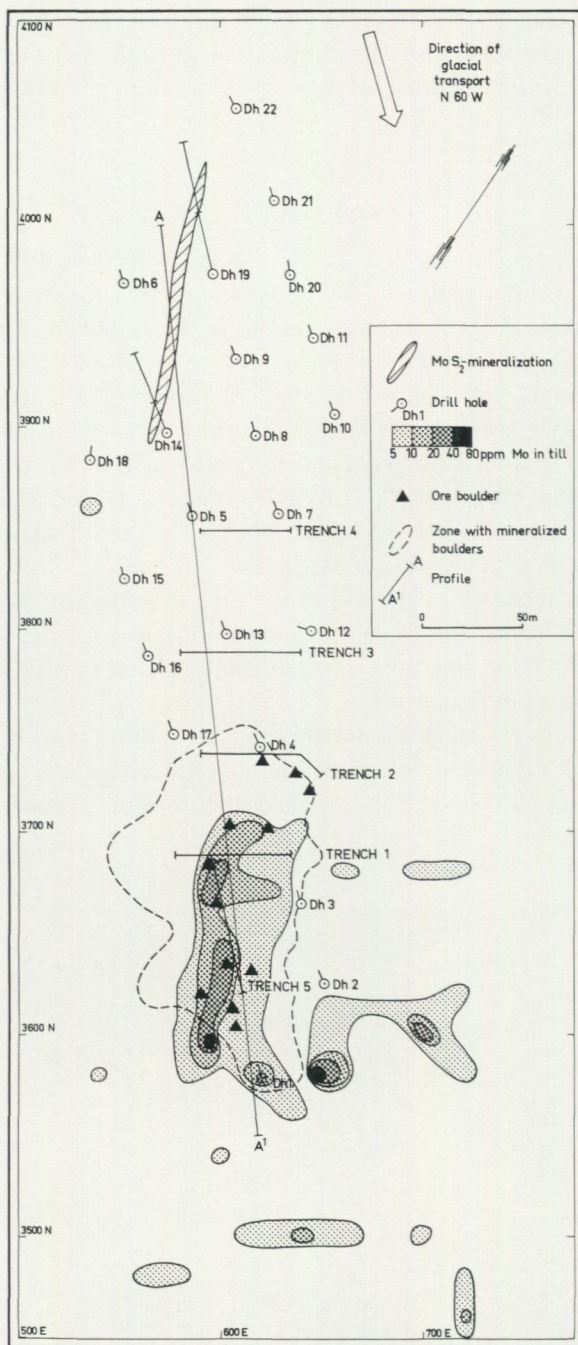 4100 N
Direction of
glacial
transport
N 60 W
Dh 22
Dh 21
4000 N
A
Dh 6
Dh 19
Dh 20
Dh 11
Dh 9
Mo S2-mineralization
Drill hole
Dh 1
5 10 20 40 80 ppm Mo in till
Ore boulder
Zone with mineralized
boulders
A
Profile
A1
0 50m
3900 N
Dh 10
Dh 14
Dh 8
Dh 18
Dh 5
Dh 7
TRENCH 4
Dh 15
3800 N
Dh 13
Dh 12
Dh 16
TRENCH 3
Dh 17
Dh 4
TRENCH 2
3700 N
TRENCH 1
Dh 3
Dh 2
TRENCH 5
3600 N
Dh1
A1
3500 N
500 E
600 E
700 E